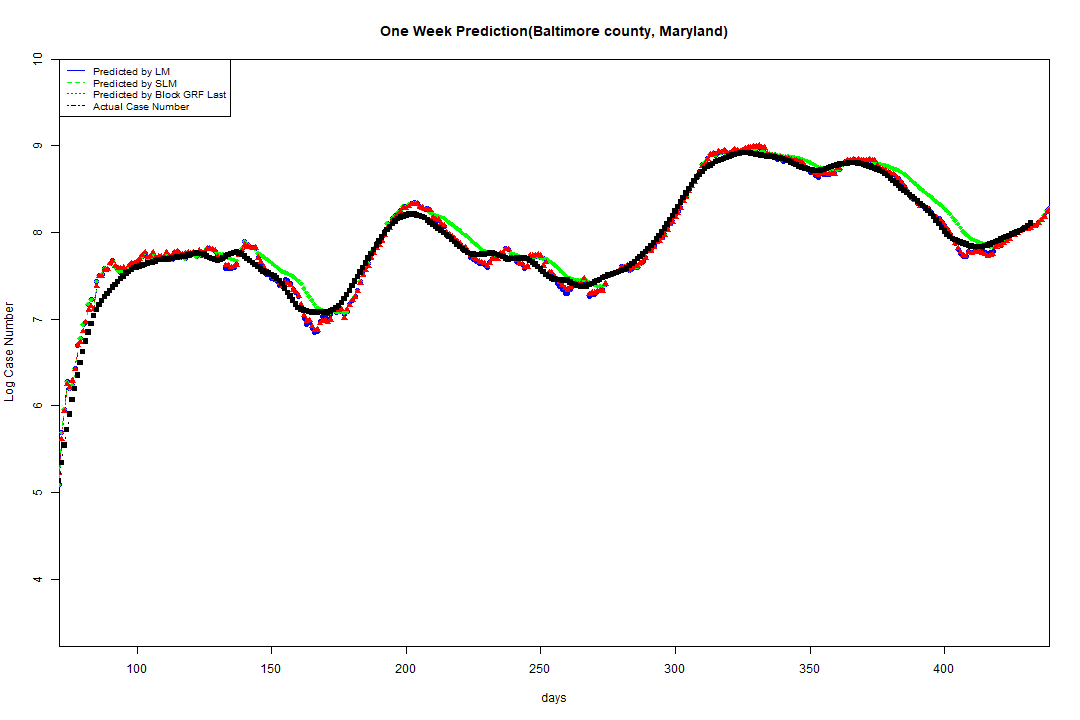 One Week Prediction(Baltimore county, Maryland)
Predicted by LM
Predicted by SLM
Predicted by Block GRF Last
Actual Case Number
10
9
8
7
6
5
4
Log Case Number
100 150 200 250 300 350 400
days